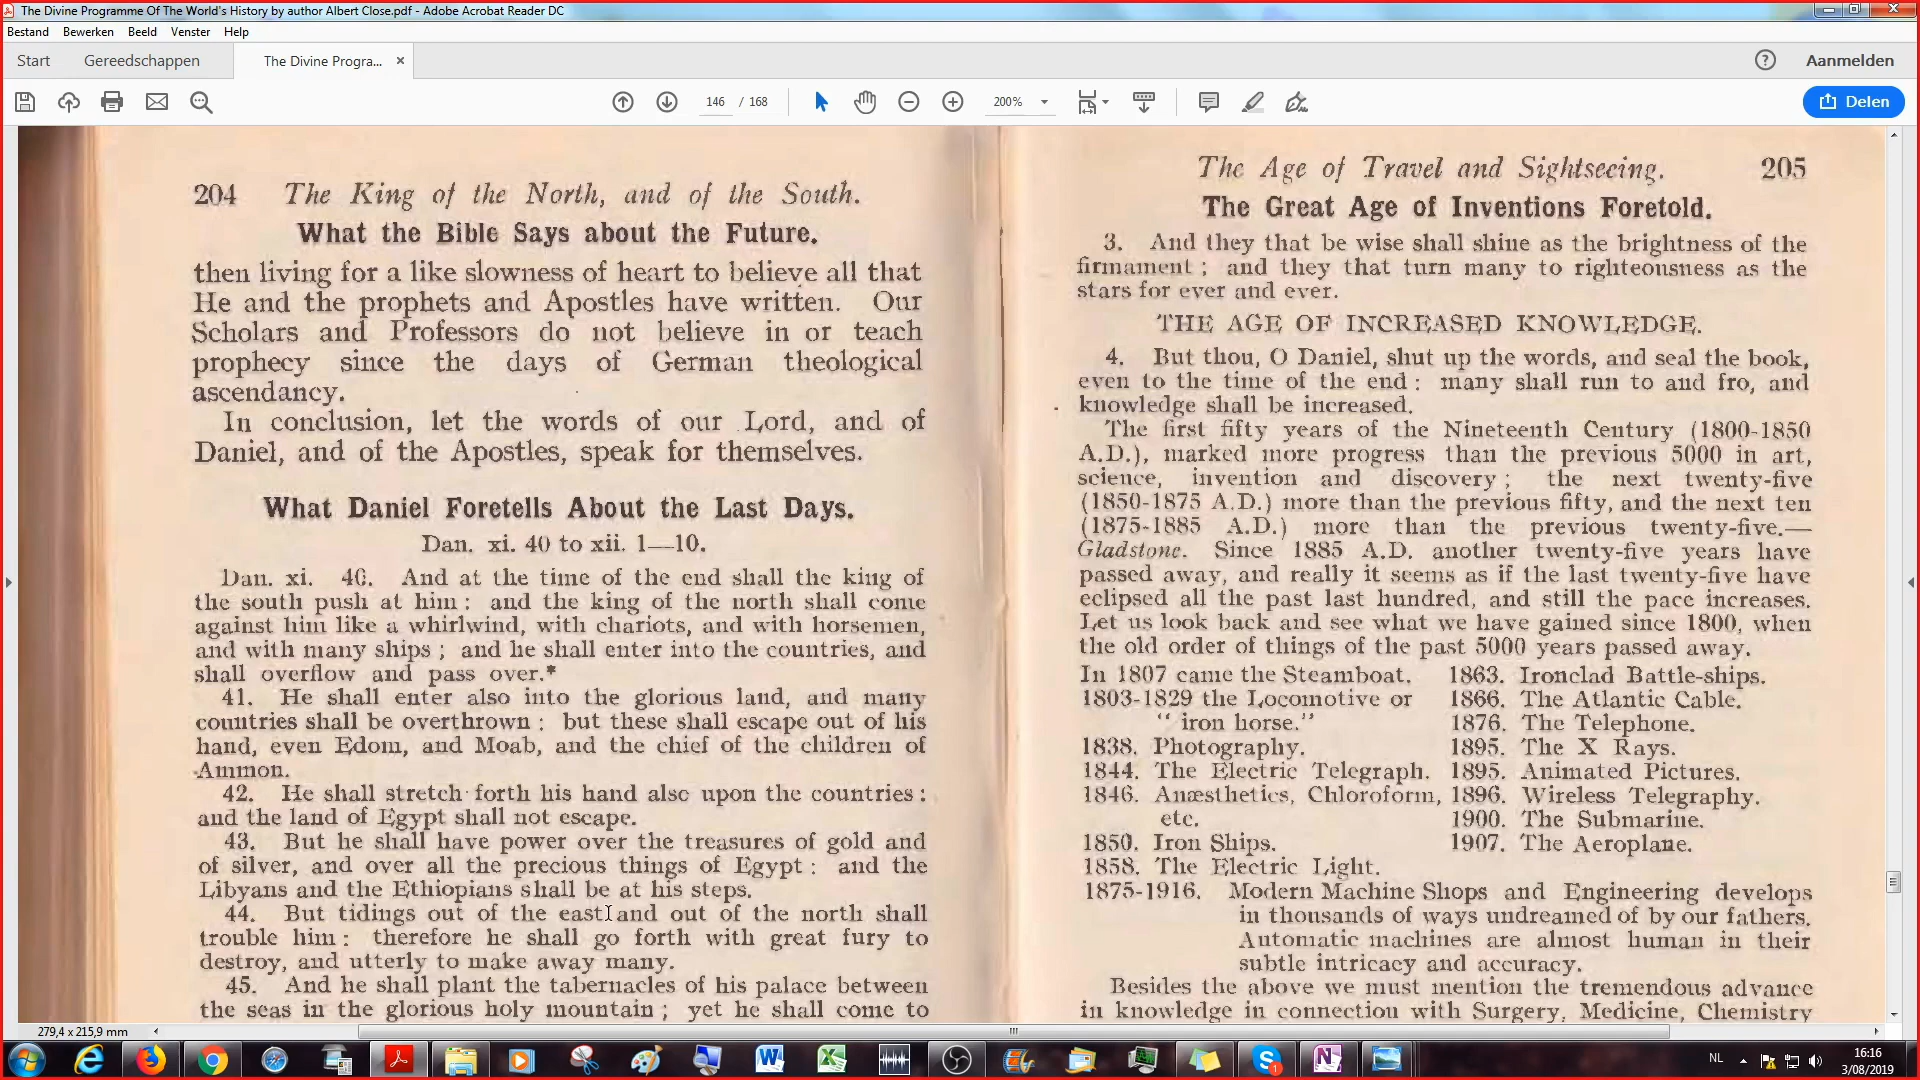 The Divine Programme Of The World's History by author Albert Close.pdf - Adobe Acrobat Reader DC
Bestand Bewerken Beeld Venster Help
Start Gereedschappen The Divine Progra... × Aanmelden
146 / 168 200% Delen
204 The King of the North, and of the South.
What the Bible Says about the Future.
then living for a like slowness of heart to believe all that
He and the prophets and Apostles have written. Our
Scholars and Professors do not believe in or teach
prophecy since the days of German theological
ascendancy.
In conclusion, let the words of our Lord, and of
Daniel, and of the Apostles, speak for themselves.
What Daniel Foretells About the Last Days.
Dan. xi. 40 to xii. 1—10.
Dan. xi. 40. And at the time of the end shall the king of
the south push at him: and the king of the north shall come
against him like a whirlwind, with chariots, and with horsemen,
and with many ships; and he shall enter into the countries, and
shall overflow and pass over.*
41. He shall enter also into the glorious land, and many
countries shall be overthrown: but these shall escape out of his
hand, even Edom, and Moab, and the chief of the children of
Ammon.
42. He shall stretch forth his hand also upon the countries:
and the land of Egypt shall not escape.
43. But he shall have power over the treasures of gold and
of silver, and over all the precious things of Egypt: and the
Libyans and the Ethiopians shall be at his steps.
44. But tidings out of the east and out of the north shall
trouble him: therefore he shall go forth with great fury to
destroy, and utterly to make away many.
45. And he shall plant the tabernacles of his palace between
the seas in the glorious holy mountain; yet he shall come to
The Age of Travel and Sightseeing. 205
The Great Age of Inventions Foretold.
3. And they that be wise shall shine as the brightness of the
firmament; and they that turn many to righteousness as the
stars for ever and ever.
THE AGE OF INCREASED KNOWLEDGE.
4. But thou, O Daniel, shut up the words, and seal the book,
even to the time of the end: many shall run to and fro, and
knowledge shall be increased.
The first fifty years of the Nineteenth Century (1800-1850
A.D.), marked more progress than the previous 5000 in art,
science, invention and discovery; the next twenty-five
(1850-1875 A.D.) more than the previous fifty, and the next ten
(1875-1885 A.D.) more than the previous twenty-five.—
Gladstone. Since 1885 A.D. another twenty-five years have
passed away, and really it seems as if the last twenty-five have
eclipsed all the past last hundred, and still the pace increases.
Let us look back and see what we have gained since 1800, when
the old order of things of the past 5000 years passed away.
In 1807 came the Steamboat. 1863. Ironclad Battle-ships.
1803-1829 the Locomotive or 1866. The Atlantic Cable.
"iron horse." 1876. The Telephone.
1838. Photography. 1895. The X Rays.
1844. The Electric Telegraph. 1895. Animated Pictures.
1846. Anæsthetics, Chloroform, 1896. Wireless Telegraphy.
etc. 1900. The Submarine.
1850. Iron Ships. 1907. The Aeroplane.
1858. The Electric Light.
1875-1916. Modern Machine Shops and Engineering develops
in thousands of ways undreamed of by our fathers.
Automatic machines are almost human in their
subtle intricacy and accuracy.
Besides the above we must mention the tremendous advance
in knowledge in connection with Surgery, Medicine, Chemistry
279,4 x 215,9 mm
NL 16:16
3/08/2019